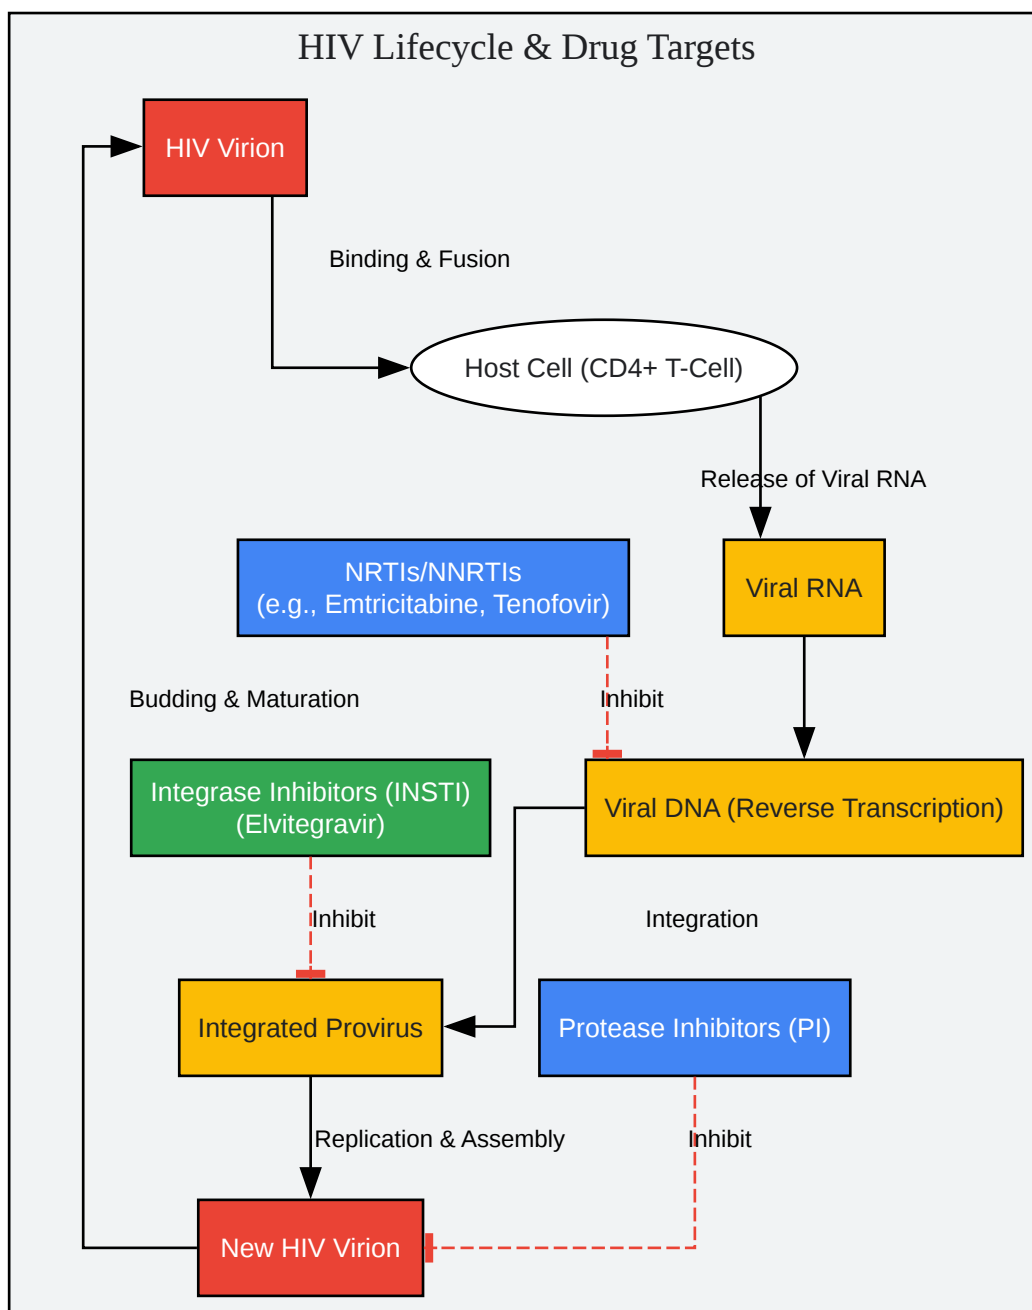 HIV Lifecycle & Drug Targets
HIV Virion
Binding & Fusion
Host Cell (CD4+ T-Cell)
Release of Viral RNA
NRTIs/NNRTIs
(e.g., Emtricitabine, Tenofovir)
Viral RNA
Budding & Maturation
Inhibit
Integrase Inhibitors (INSTI)
(Elvitegravir)
Viral DNA (Reverse Transcription)
Inhibit
Integration
Integrated Provirus
Protease Inhibitors (PI)
Replication & Assembly
Inhibit
New HIV Virion